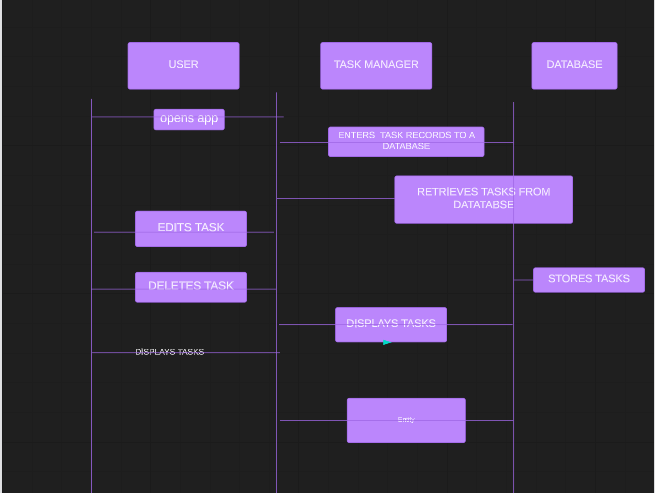 USER
TASK MANAGER
DATABASE
opens app
ENTERS TASK RECORDS TO A
DATABASE
RETRIEVES TASKS FROM
DATATABSE
EDITS TASK
STORES TASKS
DELETES TASK
DISPLAYS TASKS
DISPLAYS TASKS